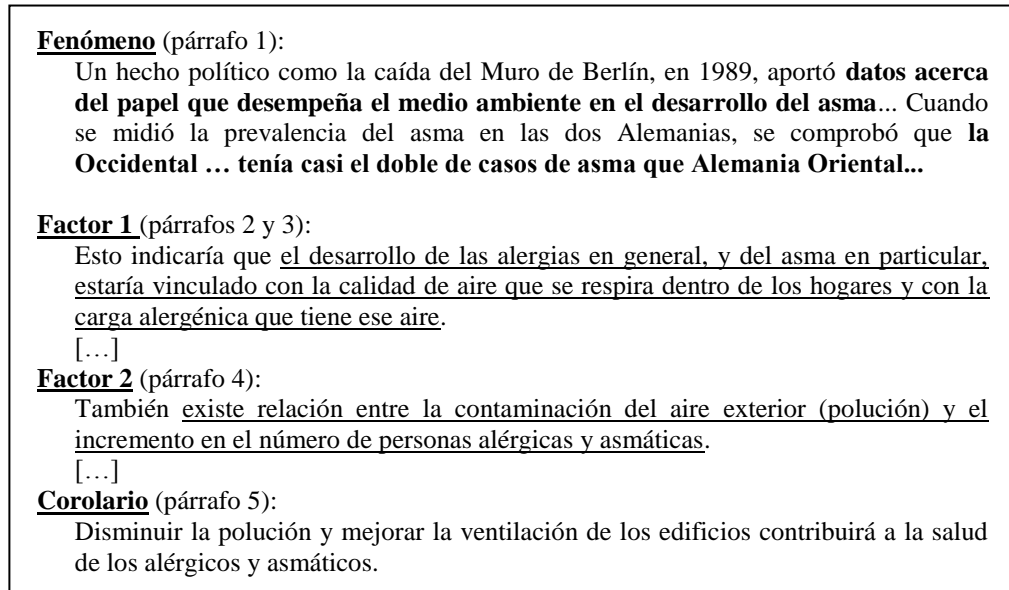 Fenómeno (párrafo 1):
Un hecho político como la caída del Muro de Berlín, en 1989, aportó datos acerca
del papel que desempeña el medio ambiente en el desarrollo del asma... Cuando
se midió la prevalencia del asma en las dos Alemanias, se comprobó que la
Occidental … tenía casi el doble de casos de asma que Alemania Oriental...
Factor 1 (párrafos 2 y 3):
Esto indicaría que el desarrollo de las alergias en general, y del asma en particular,
estaría vinculado con la calidad de aire que se respira dentro de los hogares y con la
carga alergénica que tiene ese aire.
[…]
Factor 2 (párrafo 4):
También existe relación entre la contaminación del aire exterior (polución) y el
incremento en el número de personas alérgicas y asmáticas.
[…]
Corolario (párrafo 5):
Disminuir la polución y mejorar la ventilación de los edificios contribuirá a la salud
de los alérgicos y asmáticos.